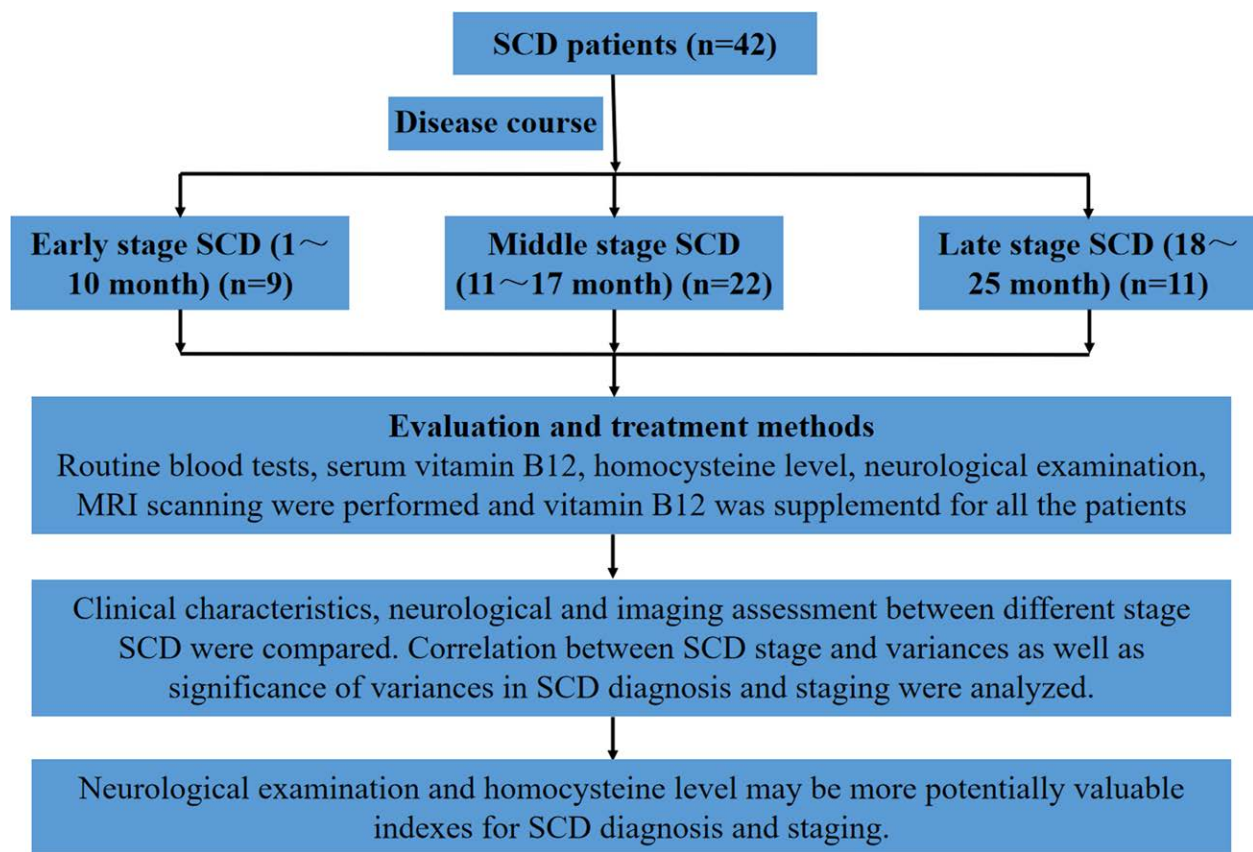 SCD patients (n=42)
Disease course
Early stage SCD (1～
10 month) (n=9)
Middle stage SCD
(11～17 month) (n=22)
Late stage SCD (18～
25 month) (n=11)
Evaluation and treatment methods
Routine blood tests, serum vitamin B12, homocysteine level, neurological examination,
MRI scanning were performed and vitamin B12 was supplementd for all the patients
Clinical characteristics, neurological and imaging assessment between different stage
SCD were compared. Correlation between SCD stage and variances as well as
significance of variances in SCD diagnosis and staging were analyzed.
Neurological examination and homocysteine level may be more potentially valuable
indexes for SCD diagnosis and staging.